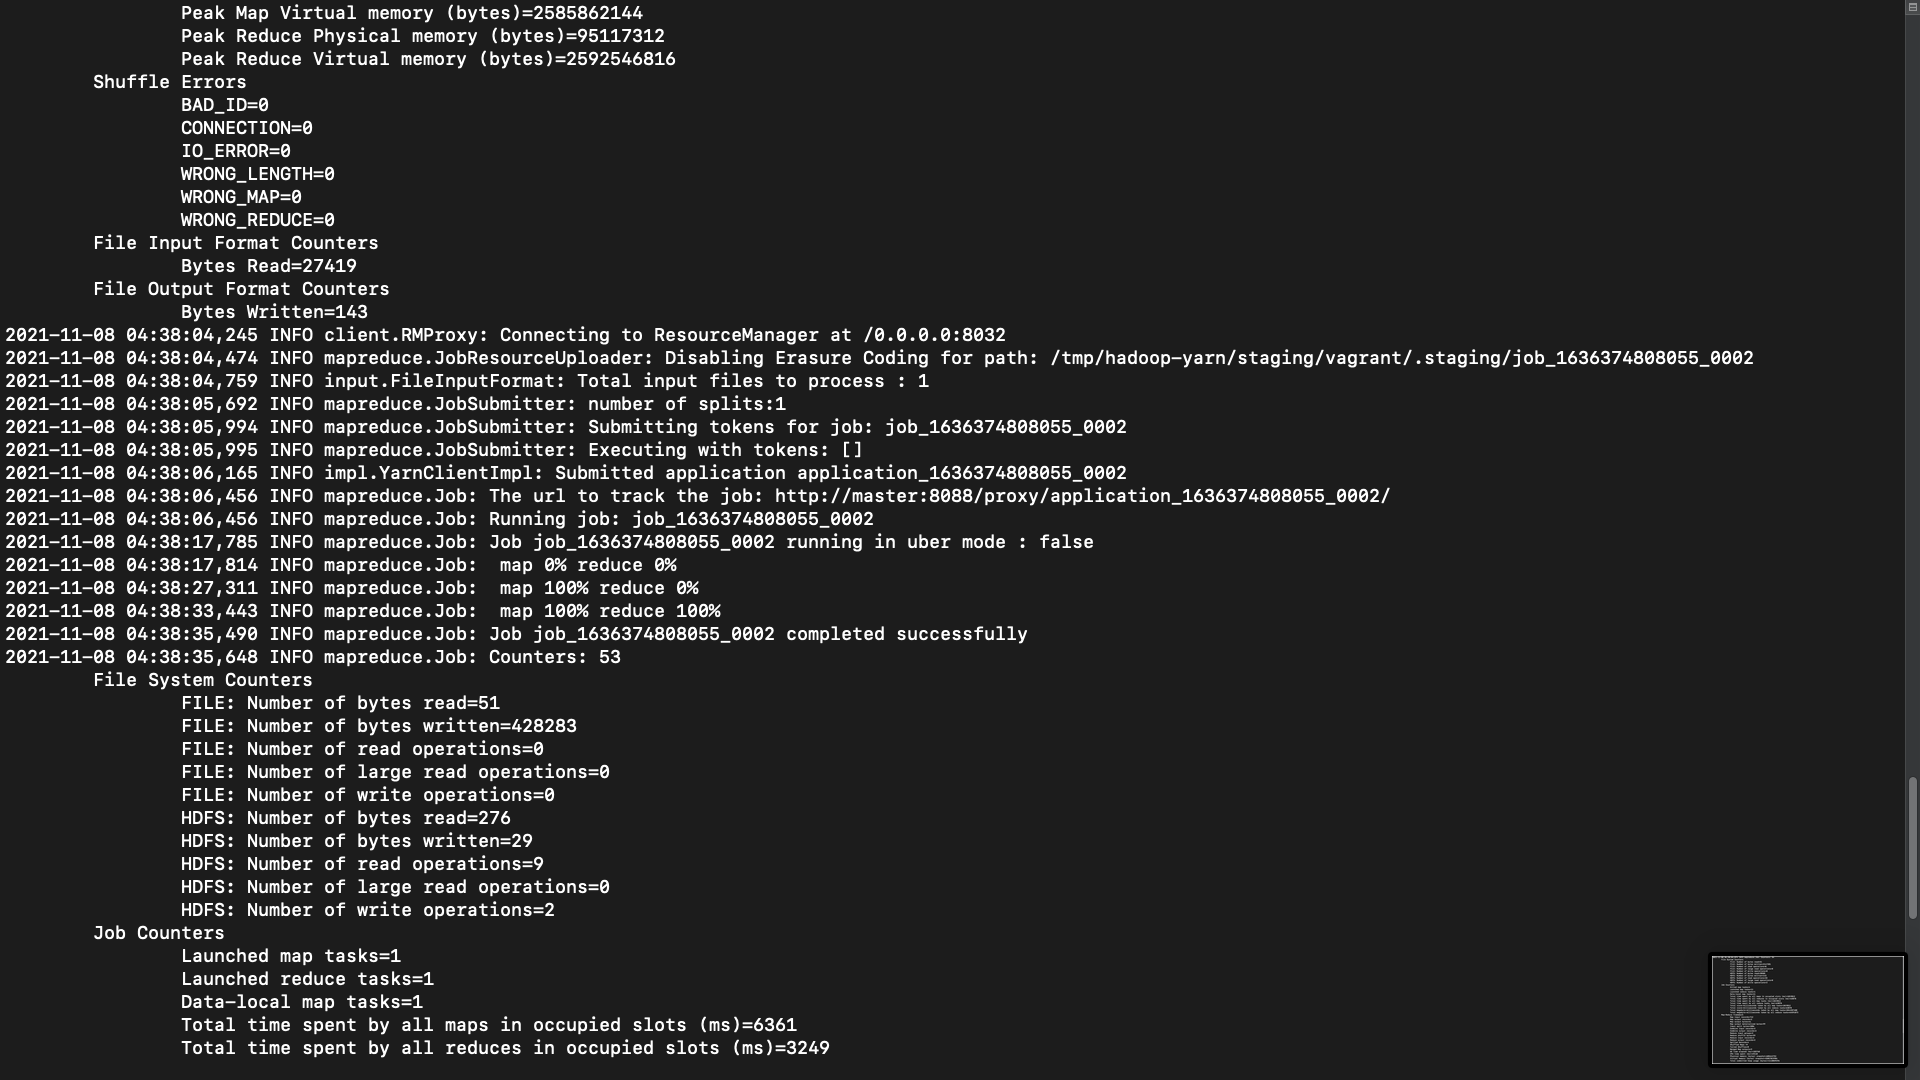 Peak Map Virtual memory (bytes)=2585862144
Peak Reduce Physical memory (bytes)=95117312
Peak Reduce Virtual memory (bytes)=2592546816
Shuffle Errors
BAD_ID=0
CONNECTION=0
IO_ERROR=0
WRONG_LENGTH=0
WRONG_MAP=0
WRONG_REDUCE=0
File Input Format Counters
Bytes Read=27419
File Output Format Counters
Bytes Written=143
2021-11-08 04:38:04,245 INFO client.RMProxy: Connecting to ResourceManager at /0.0.0.0:8032
2021-11-08 04:38:04,474 INFO mapreduce.JobResourceUploader: Disabling Erasure Coding for path: /tmp/hadoop-yarn/staging/vagrant/.staging/job_1636374808055_0002
2021-11-08 04:38:04,759 INFO input.FileInputFormat: Total input files to process : 1
2021-11-08 04:38:05,692 INFO mapreduce.JobSubmitter: number of splits:1
2021-11-08 04:38:05,994 INFO mapreduce.JobSubmitter: Submitting tokens for job: job_1636374808055_0002
2021-11-08 04:38:05,995 INFO mapreduce.JobSubmitter: Executing with tokens: []
2021-11-08 04:38:06,165 INFO impl.YarnClientImpl: Submitted application application_1636374808055_0002
2021-11-08 04:38:06,456 INFO mapreduce.Job: The url to track the job: http://master:8088/proxy/application_1636374808055_0002/
2021-11-08 04:38:06,456 INFO mapreduce.Job: Running job: job_1636374808055_0002
2021-11-08 04:38:17,785 INFO mapreduce.Job: Job job_1636374808055_0002 running in uber mode : false
2021-11-08 04:38:17,814 INFO mapreduce.Job:  map 0% reduce 0%
2021-11-08 04:38:27,311 INFO mapreduce.Job:  map 100% reduce 0%
2021-11-08 04:38:33,443 INFO mapreduce.Job:  map 100% reduce 100%
2021-11-08 04:38:35,490 INFO mapreduce.Job: Job job_1636374808055_0002 completed successfully
2021-11-08 04:38:35,648 INFO mapreduce.Job: Counters: 53
File System Counters
FILE: Number of bytes read=51
FILE: Number of bytes written=428283
FILE: Number of read operations=0
FILE: Number of large read operations=0
FILE: Number of write operations=0
HDFS: Number of bytes read=276
HDFS: Number of bytes written=29
HDFS: Number of read operations=9
HDFS: Number of large read operations=0
HDFS: Number of write operations=2
Job Counters
Launched map tasks=1
Launched reduce tasks=1
Data-local map tasks=1
Total time spent by all maps in occupied slots (ms)=6361
Total time spent by all reduces in occupied slots (ms)=3249